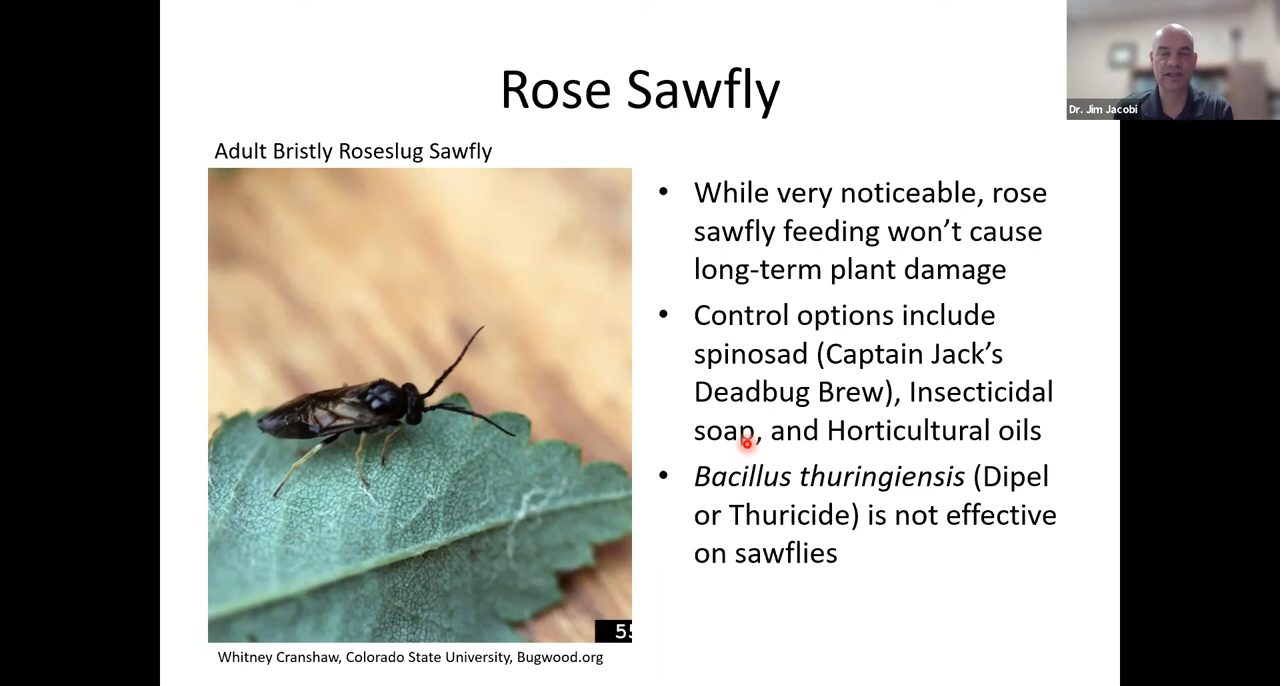 Rose Sawfly
Dr. Jim Jacobi
Adult Bristly Roseslug Sawfly
• While very noticeable, rose
sawfly feeding won’t cause
long-term plant damage
• Control options include
spinosad (Captain Jack’s
Deadbug Brew), Insecticidal
soap, and Horticultural oils
• Bacillus thuringiensis (Dipel
or Thuricide) is not effective
on sawflies
Whitney Cranshaw, Colorado State University, Bugwood.org